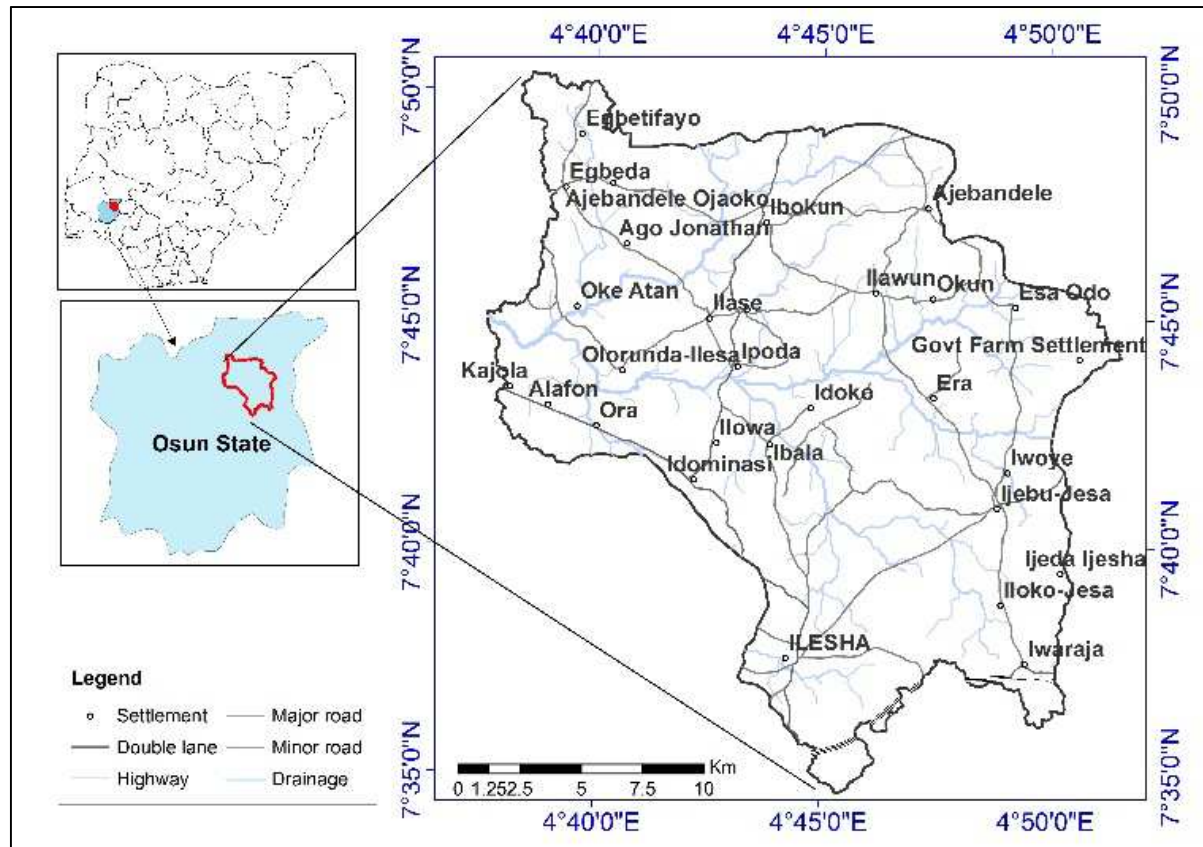 4°40'0"E 4°45'0"E 4°50'0"E
7°50'0"N
7°50'0"N
Egbetifayo
Egbeda
Ajebandele Ojaoko
Ibokun
Ajebandele
Ago Jonathan
Oke Atan
Ilase
Ilawun
Okun
Esa Odo
7°45'0"N
7°45'0"N
Olorunda-Ilesa
Ipoda
Govt Farm Settlement
Kajola
Alafon
Ora
Idoko
Era
Ilowa
Ibala
Idominasi
Iwoye
Ijebu-Jesa
7°40'0"N
7°40'0"N
Ijeda Ijesha
Iloko-Jesa
ILESHA
Iwaraja
Osun State
Legend
Settlement
Major road
Double lane
Minor road
Highway
Drainage
Km
0 1.252.5 5 7.5 10
7°35'0"N
7°35'0"N
4°40'0"E 4°45'0"E 4°50'0"E